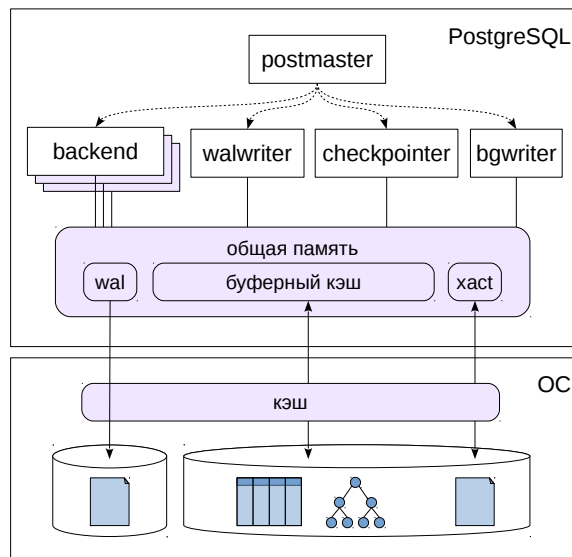 PostgreSQL
postmaster
backend
walwriter
checkpointer
bgwriter
общая память
wal
буферный кэш
xact
ОС
кэш